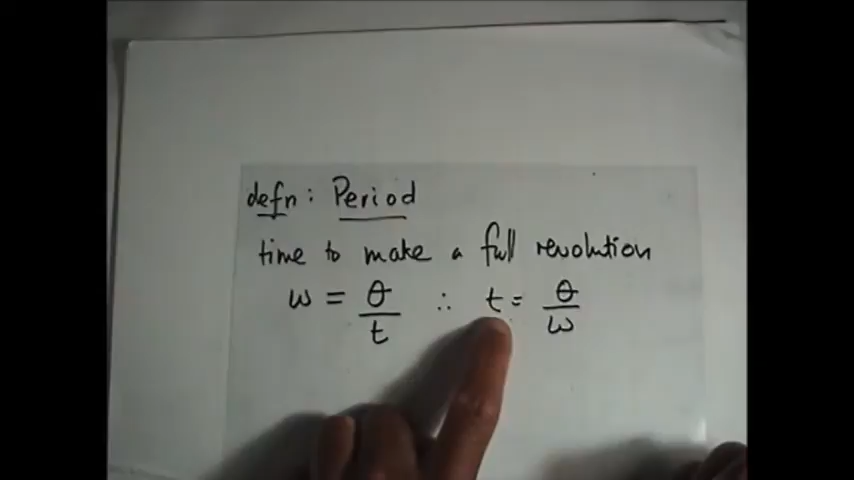 defn: Period
time to make a full revolution
ω = θ/t ∴ t = θ/ω